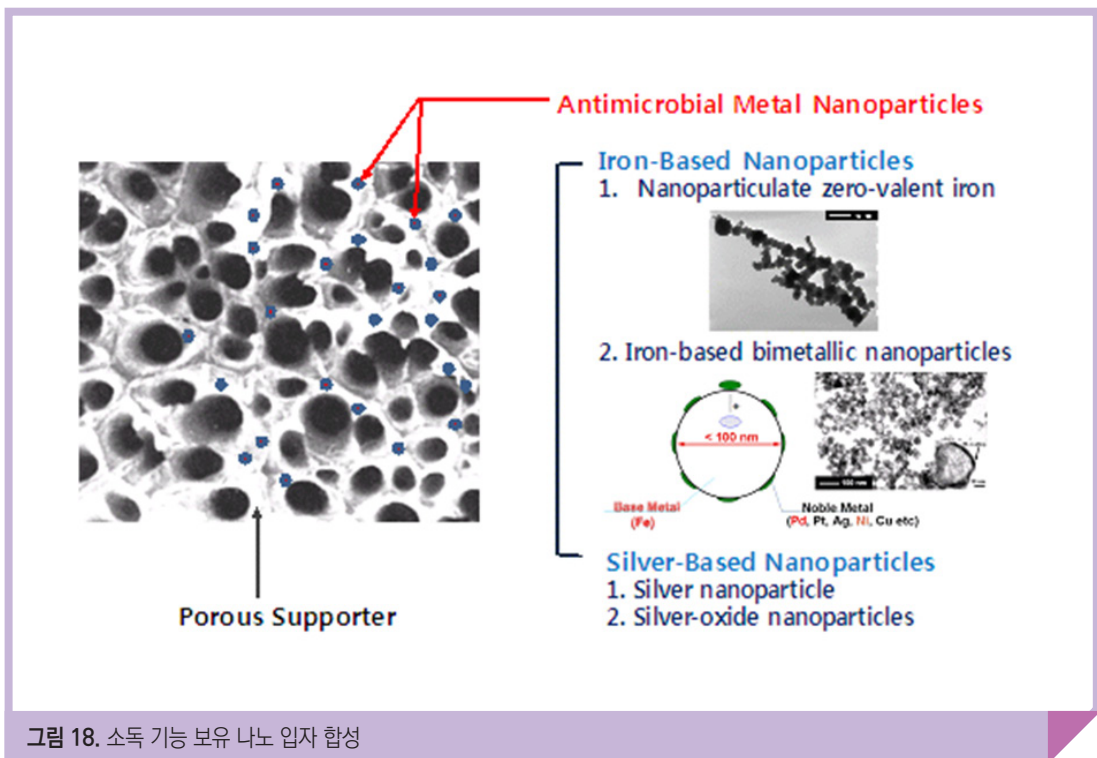 Antimicrobial Metal Nanoparticles
Iron-Based Nanoparticles
1. Nanoparticulate zero-valent iron
2. Iron-based bimetallic nanoparticles
< 100 nm
Base Metal
(Fe)
Noble Metal
(Pd, Pt, Ag, Ni, Cu etc)
100 nm
Silver-Based Nanoparticles
1. Silver nanoparticle
2. Silver-oxide nanoparticles
Porous Supporter
그림 18. 소독 기능 보유 나노 입자 합성